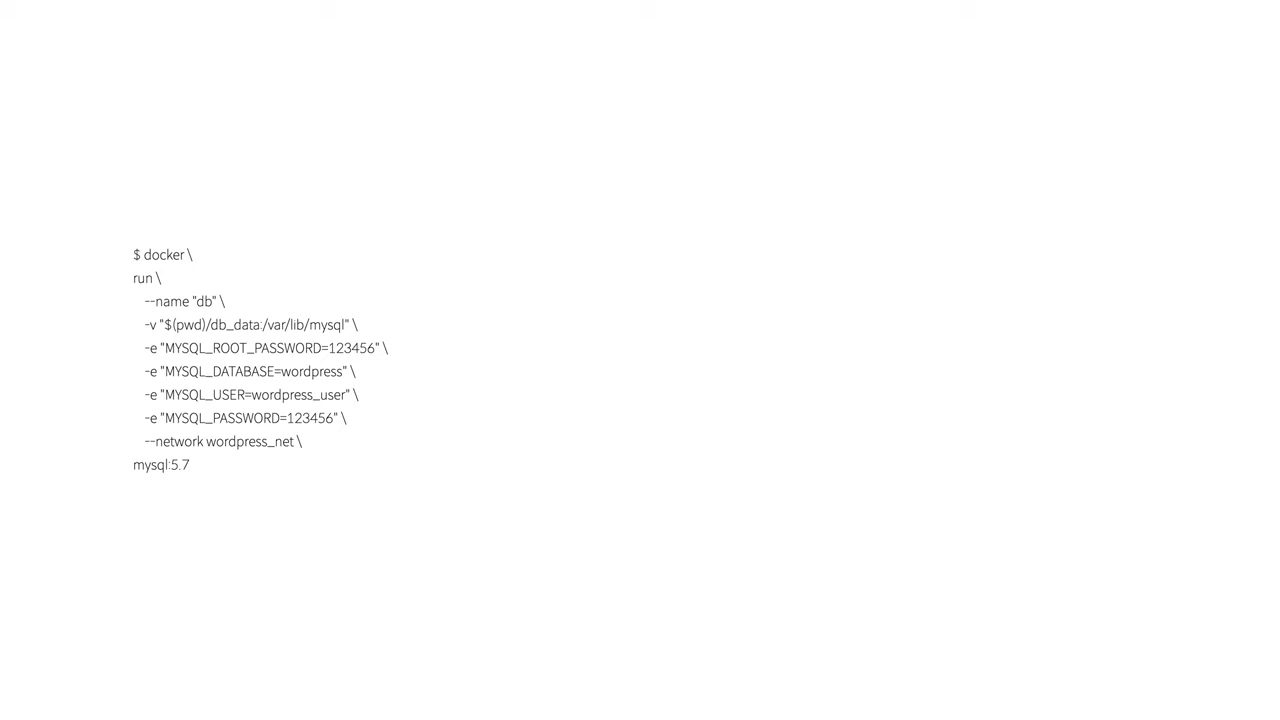 $ docker \
run \
--name "db" \
-v "$(pwd)/db_data:/var/lib/mysql" \
-e "MYSQL_ROOT_PASSWORD=123456" \
-e "MYSQL_DATABASE=wordpress" \
-e "MYSQL_USER=wordpress_user" \
-e "MYSQL_PASSWORD=123456" \
--network wordpress_net \
mysql:5.7